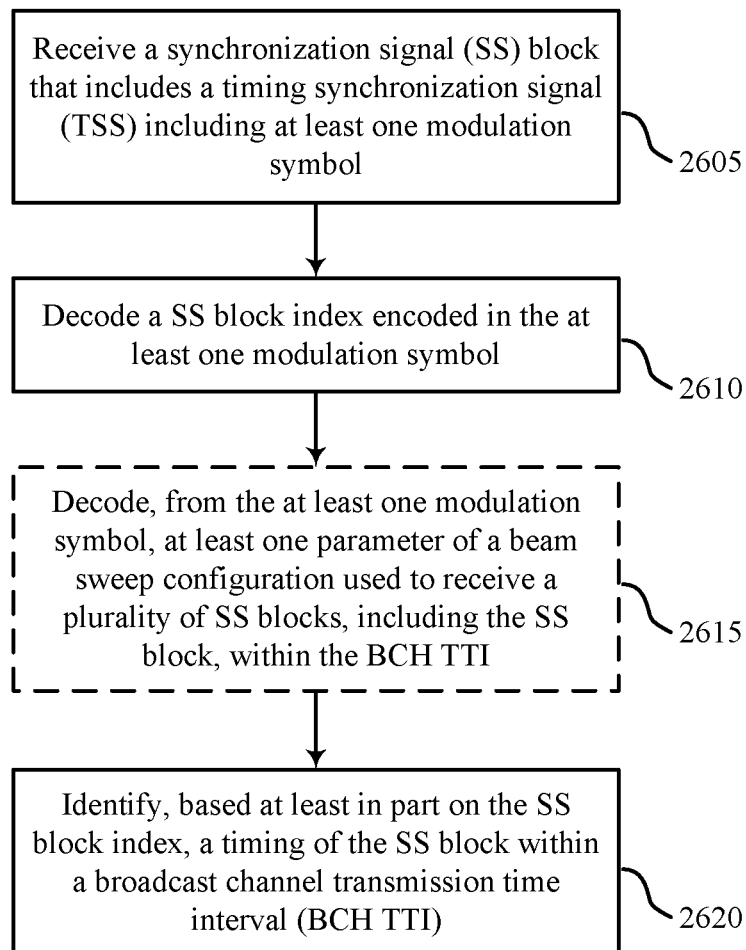 Receive a synchronization signal (SS) block
that includes a timing synchronization signal
(TSS) including at least one modulation
symbol
2605
Decode a SS block index encoded in the at
least one modulation symbol
2610
Decode, from the at least one modulation
symbol, at least one parameter of a beam
sweep configuration used to receive a
plurality of SS blocks, including the SS
block, within the BCH TTI
2615
Identify, based at least in part on the SS
block index, a timing of the SS block within
a broadcast channel transmission time
interval (BCH TTI)
2620